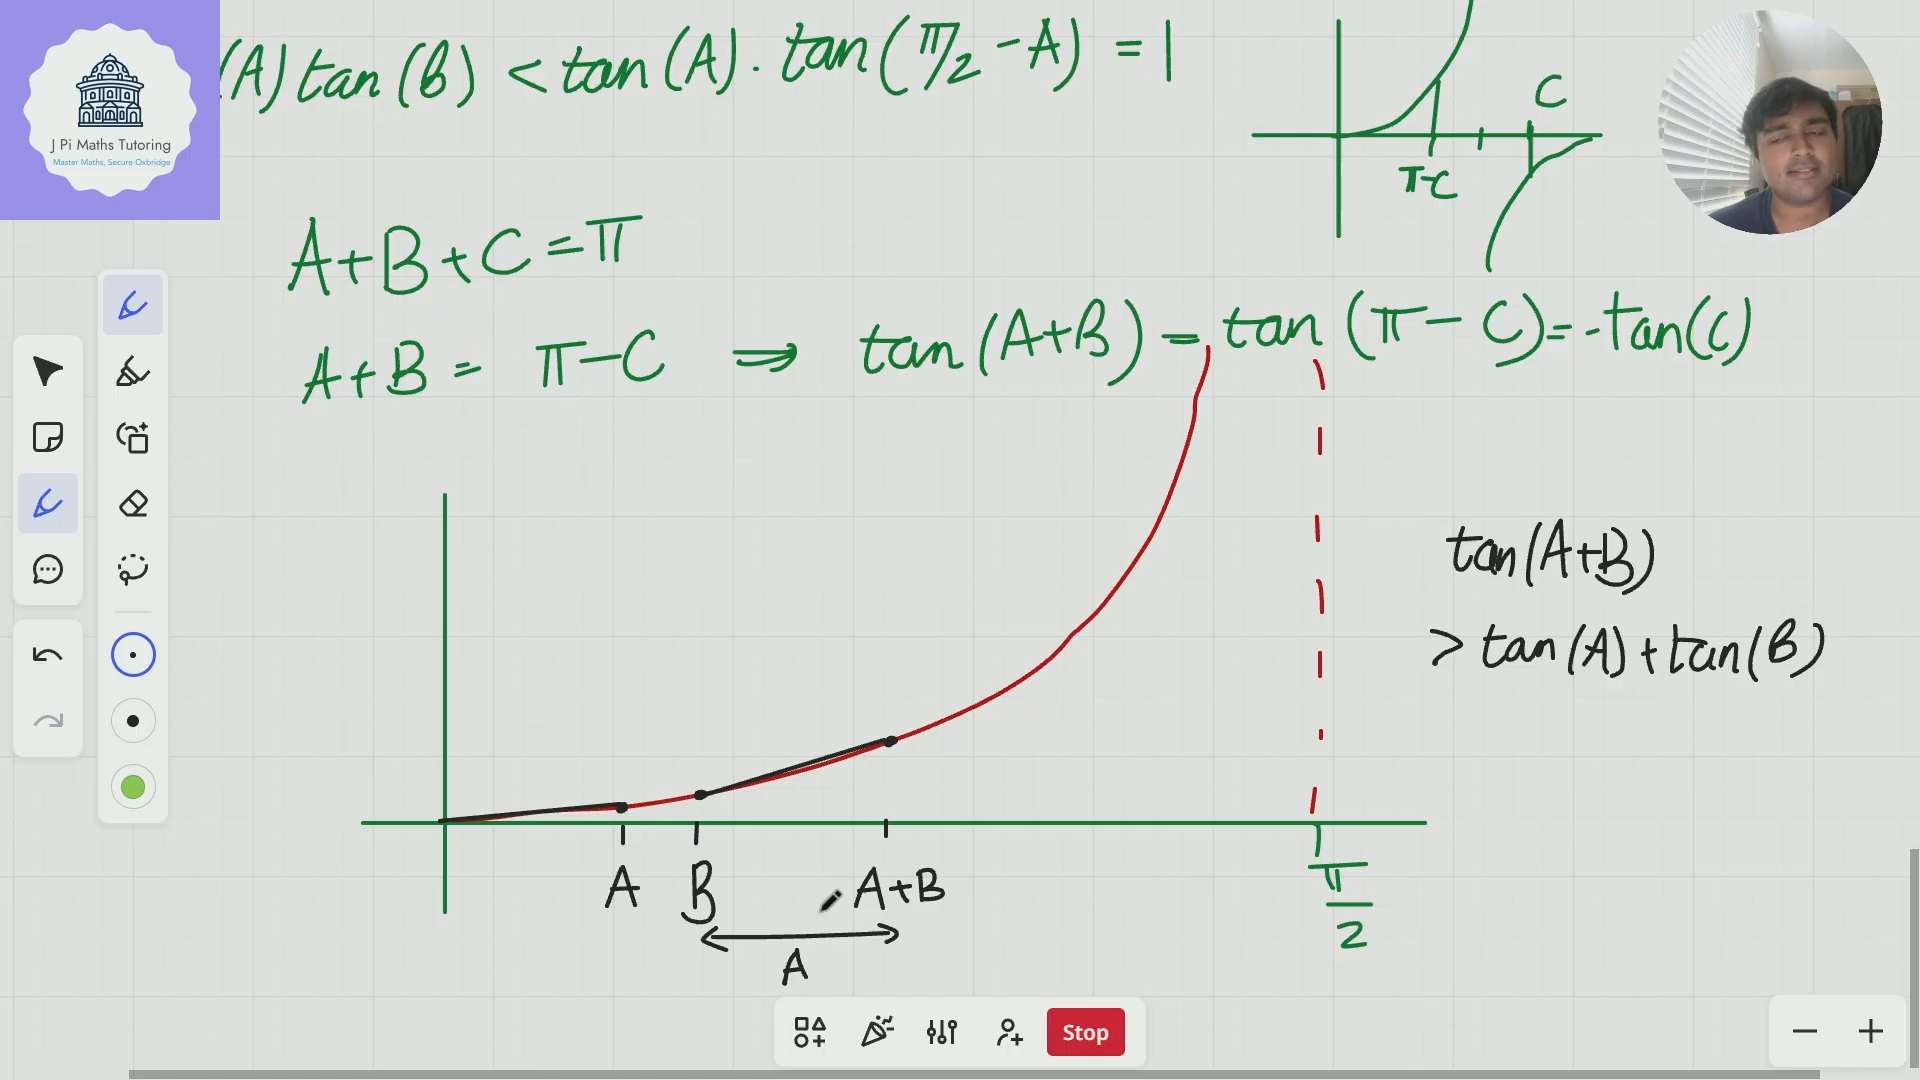 (A) tan(B) < tan(A) · tan(π/2 - A) = 1
J Pi Maths Tutoring
Master Maths, Secure Oxbridge
C
π-C
A+B+C=π
A+B = π-C ⟹ tan(A+B) = tan(π-C) = -tan(C)
tan(A+B)
> tan(A) + tan(B)
A B A+B
π/2
A
Stop